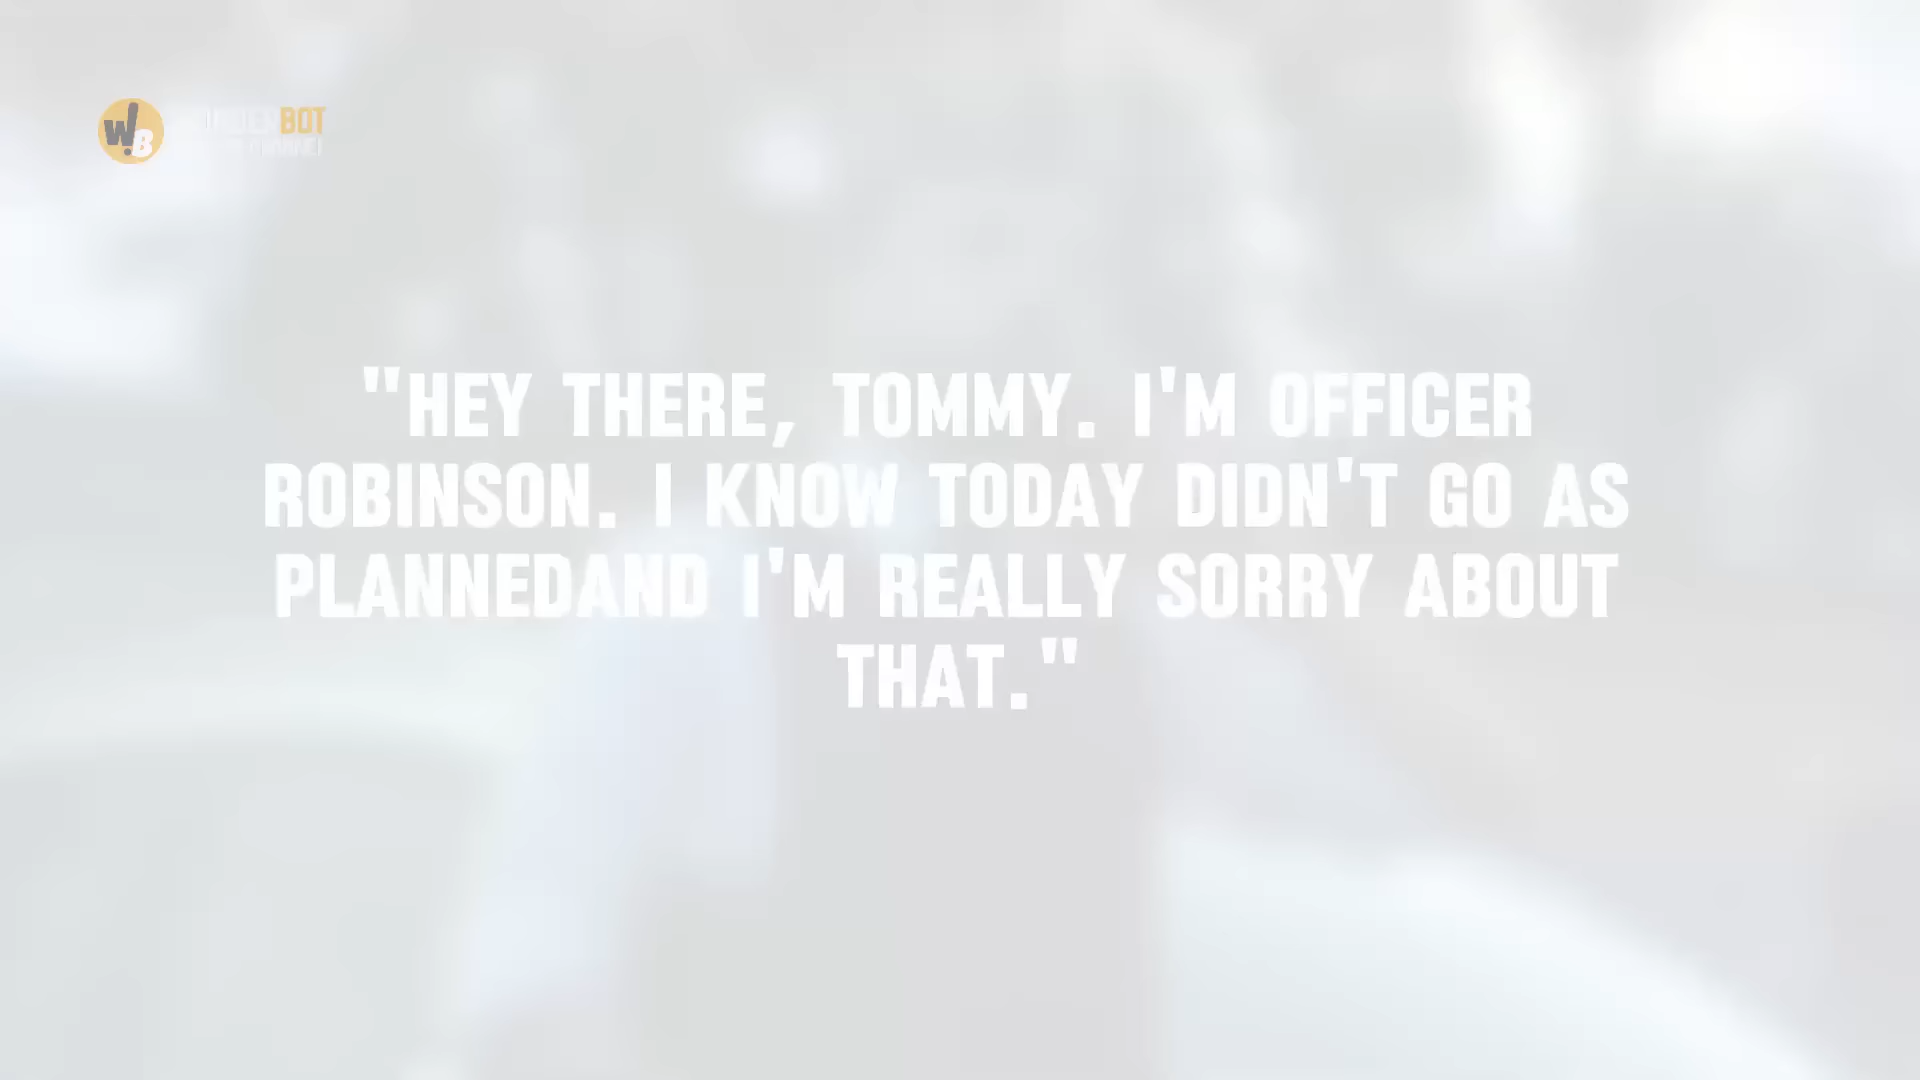 W!B
BOT
"HEY THERE, TOMMY. I'M OFFICER
ROBINSON. I KNOW TODAY DIDN'T GO AS
PLANNEDAND I'M REALLY SORRY ABOUT
THAT."